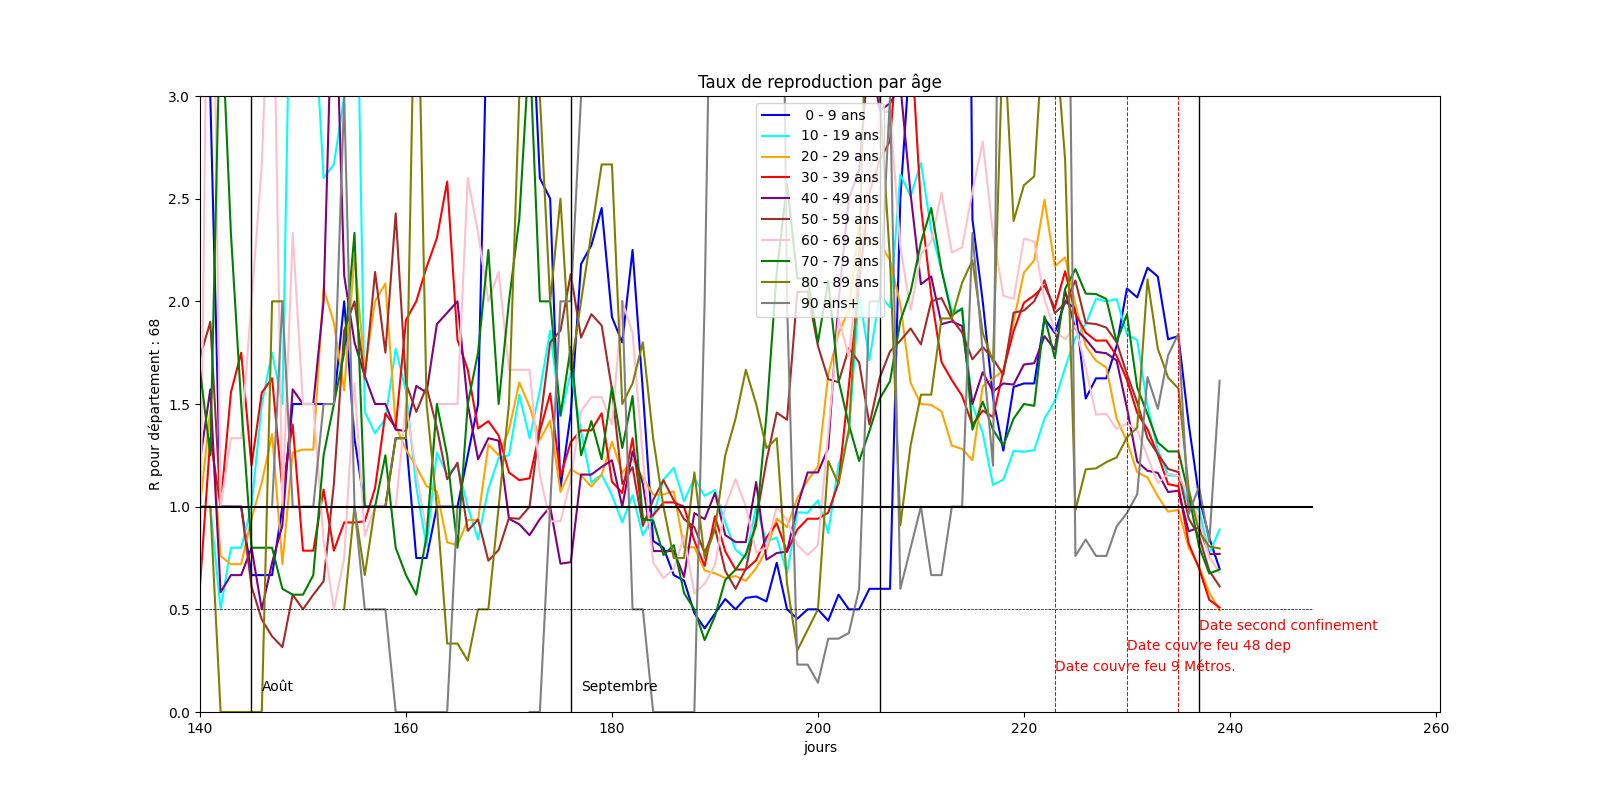 Taux de reproduction par âge
R pour département : 68
3.0
2.5
2.0
1.5
1.0
0.5
0.0
0 - 9 ans
10 - 19 ans
20 - 29 ans
30 - 39 ans
40 - 49 ans
50 - 59 ans
60 - 69 ans
70 - 79 ans
80 - 89 ans
90 ans+
Date second confinement
Date couvre feu 48 dep
Date couvre feu 9 Métros.
Août
Septembre
140
160
180
200
220
240
260
jours